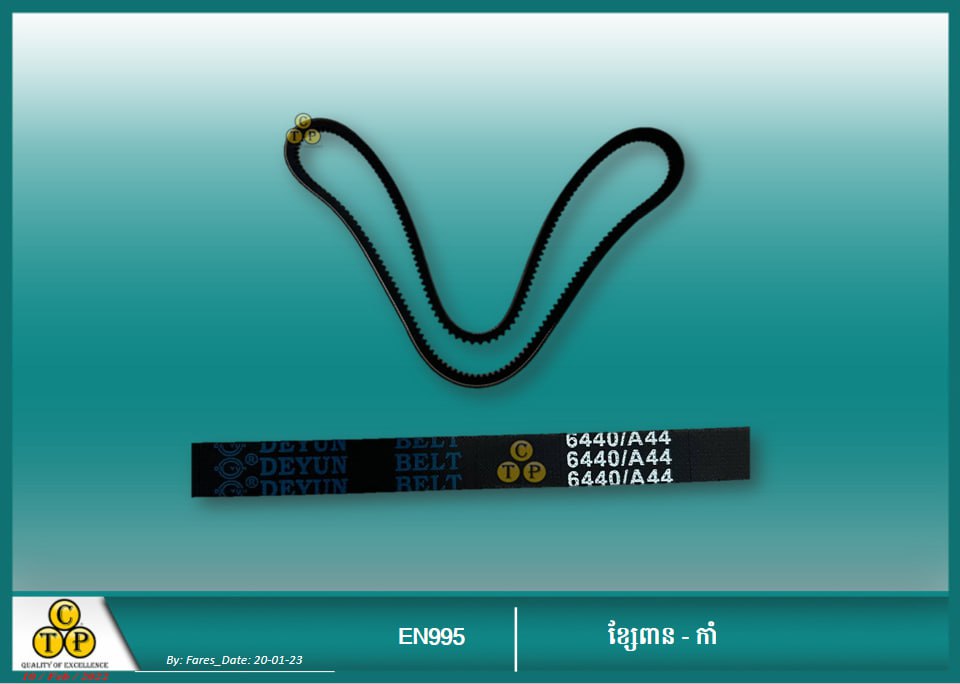 C
T P
DEYUN BELT 6440/A44
® DEYUN BELT C 6440/A44
® DEYUN BELT T P 6440/A44
C
T P
QUALITY OF EXCELLENCE
By: Fares_Date: 20-01-23
EN995
ខ្សែពាន - កាំ